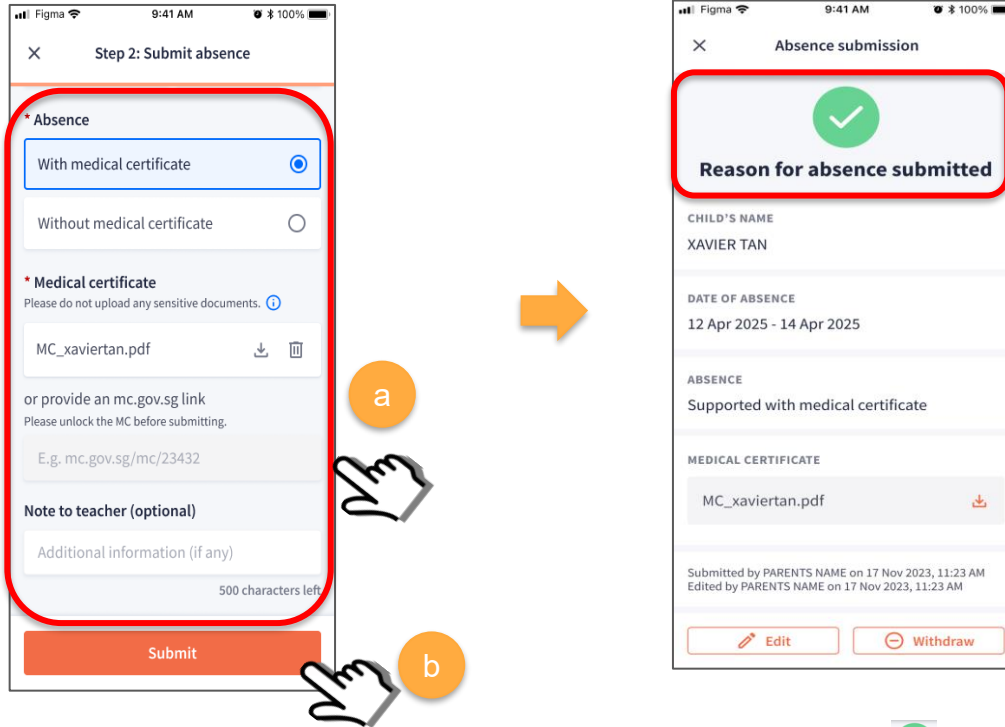 Figma 9:41 AM 100%
Step 2: Submit absence
* Absence
With medical certificate
Without medical certificate
* Medical certificate
Please do not upload any sensitive documents.
MC_xaviertan.pdf
or provide an mc.gov.sg link
Please unlock the MC before submitting.
E.g. mc.gov.sg/mc/23432
Note to teacher (optional)
Additional information (if any)
500 characters left
Submit
a
b
Figma 9:41 AM 100%
Absence submission
Reason for absence submitted
CHILD'S NAME
XAVIER TAN
DATE OF ABSENCE
12 Apr 2025 - 14 Apr 2025
ABSENCE
Supported with medical certificate
MEDICAL CERTIFICATE
MC_xaviertan.pdf
Submitted by PARENTS NAME on 17 Nov 2023, 11:23 AM
Edited by PARENTS NAME on 17 Nov 2023, 11:23 AM
Edit
Withdraw